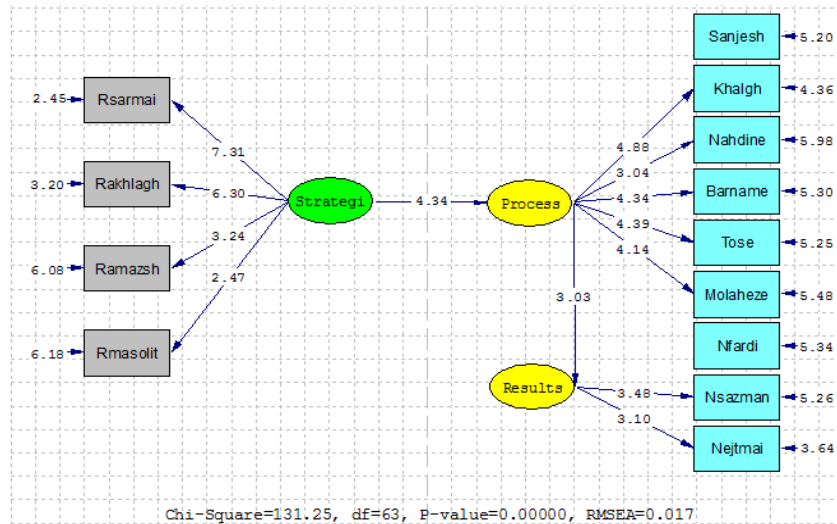 Sanjesh
5.20
Khalgh
4.36
2.45
Rsarmai
4.88
Nahdine
5.98
7.31
3.04
3.20
Rakhlagh
6.30
Strategi
4.34
Process
4.34
Barname
5.30
4.39
Tose
5.25
3.24
4.14
6.08
Ramazsh
2.47
3.03
Molaheze
5.48
6.18
Rmasolit
Nfardi
5.34
Results
3.48
Nsazman
5.26
3.10
Nejtmai
3.64
Chi-Square=131.25, df=63, P-value=0.00000, RMSEA=0.017